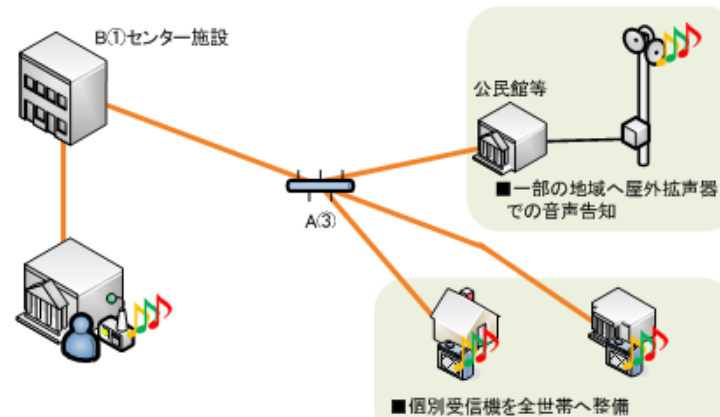 B①センター施設
公民館等
■一部の地域へ屋外拡声器
での音声告知
A③
■個別受信機を全世帯へ整備